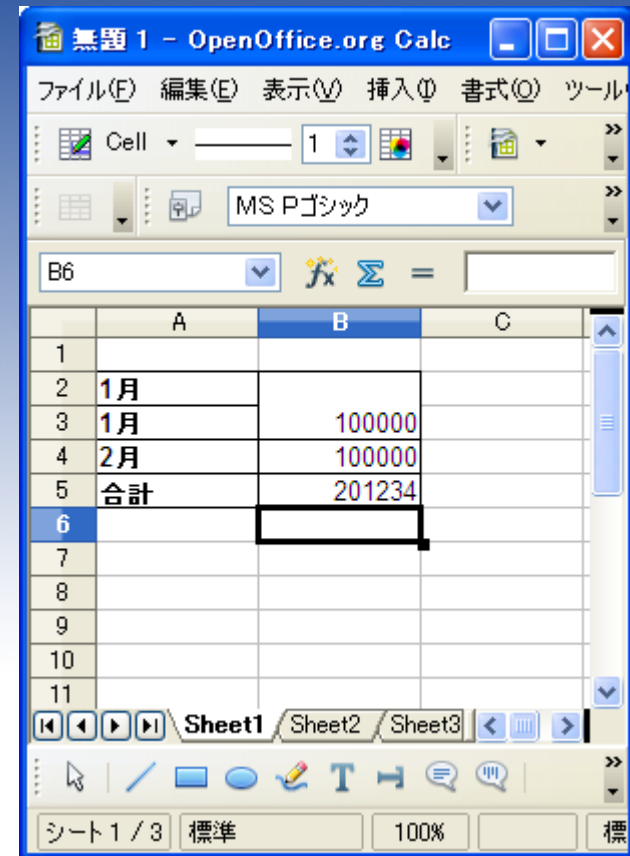 無題 1 - OpenOffice.org Calc
ファイル(F) 編集(E) 表示(V) 挿入(I) 書式(O) ツール
Cell 1
MS Pゴシック
B6 =
A B C
1
2 1月
3 1月 100000
4 2月 100000
5 合計 201234
6
7
8
9
10
11
Sheet1 Sheet2 Sheet3
T
シート 1 / 3 標準 100% 標